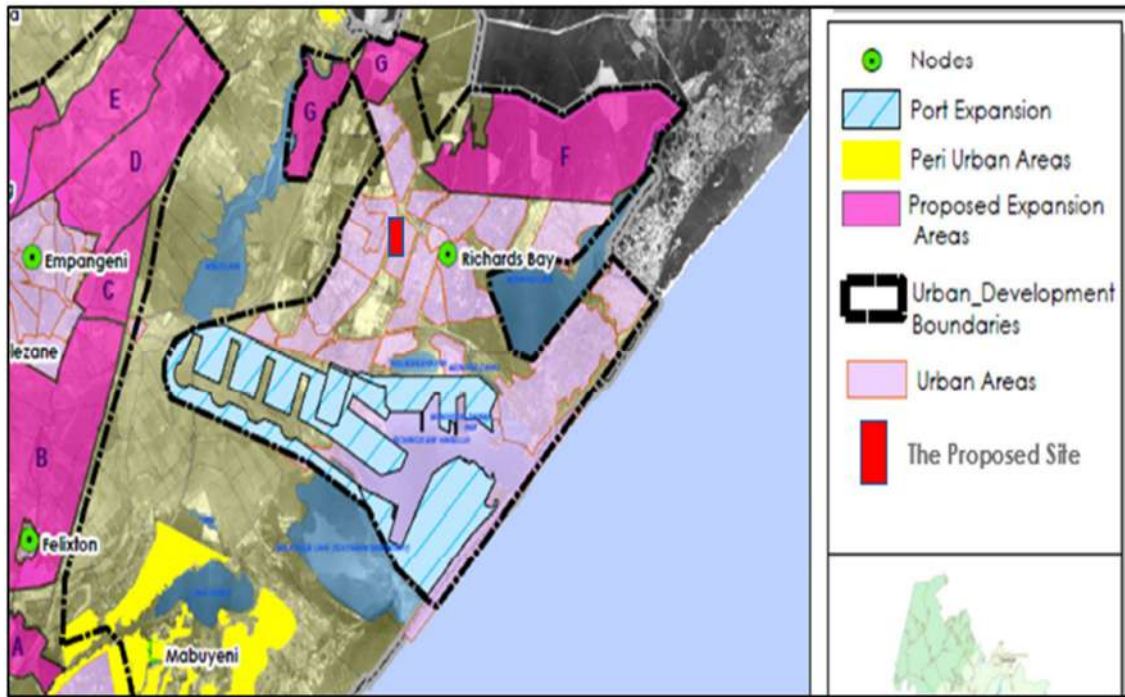 a
G
G
E
D
F
Empangeni
Richards Bay
C
lezane
B
Felixton
A
Mabuyeni
Nodes
Port Expansion
Peri Urban Areas
Proposed Expansion
Areas
Urban_Development
Boundaries
Urban Areas
The Proposed Site